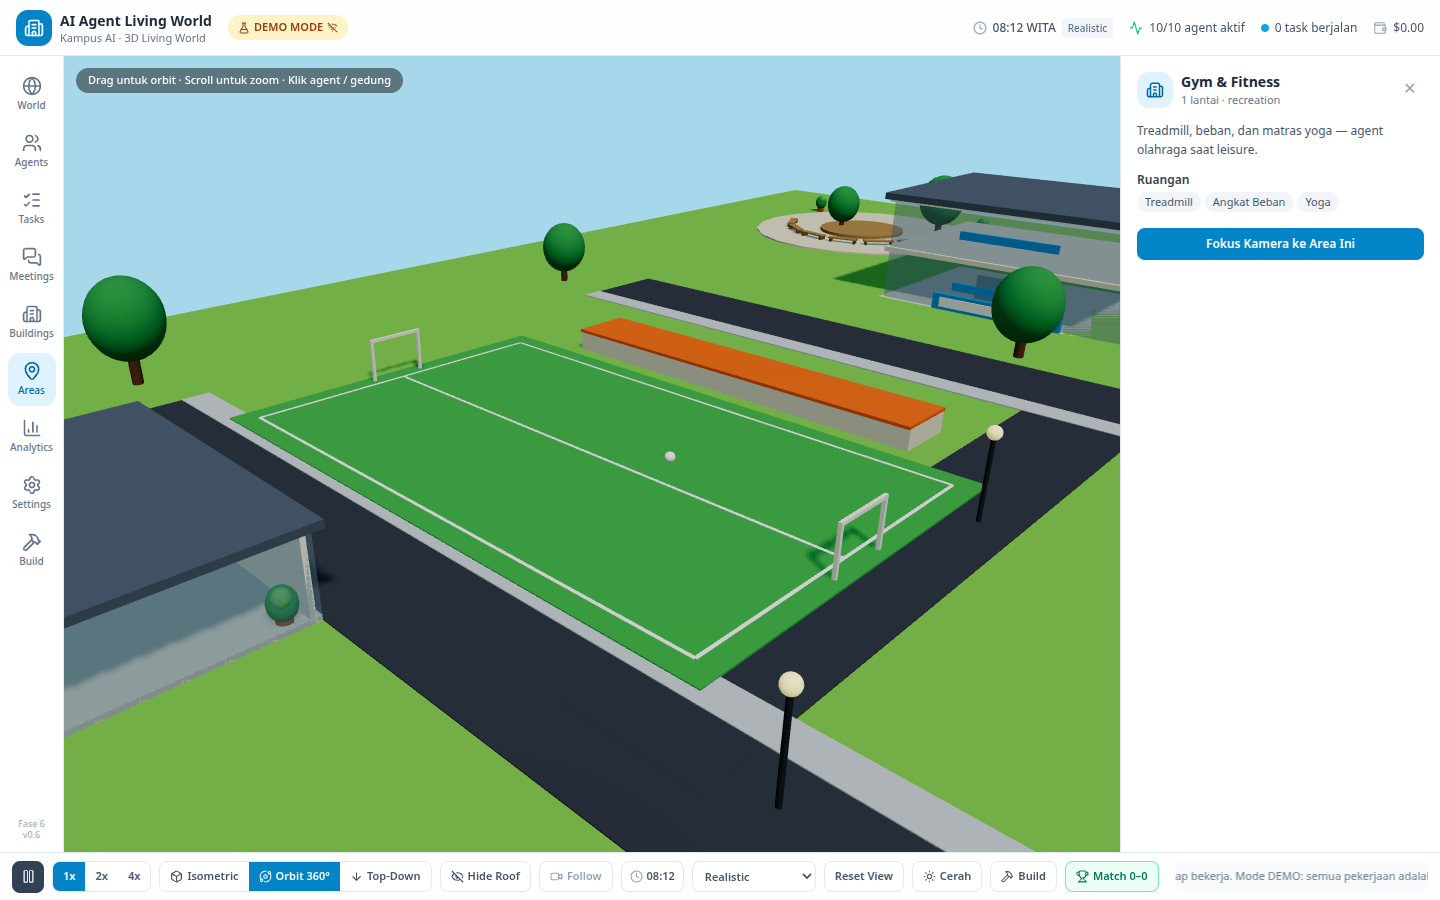 AI Agent Living World
Kampus AI · 3D Living World
DEMO MODE
08:12 WITA
Realistic
10/10 agent aktif
0 task berjalan
$0.00
World
Agents
Tasks
Meetings
Buildings
Areas
Analytics
Settings
Build
Fase 6
v0.6
Drag untuk orbit · Scroll untuk zoom · Klik agent / gedung
Gym & Fitness
1 lantai · recreation
Treadmill, beban, dan matras yoga — agent
olahraga saat leisure.
Ruangan
Treadmill
Angkat Beban
Yoga
Fokus Kamera ke Area Ini
1x
2x
4x
Isometric
Orbit 360°
Top-Down
Hide Roof
Follow
08:12
Realistic
Reset View
Cerah
Build
Match 0–0
ap bekerja. Mode DEMO: semua pekerjaan adalal